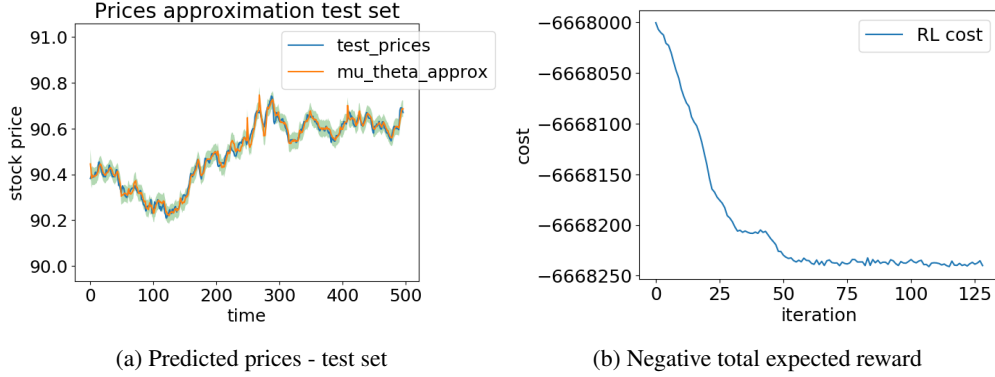 Prices approximation test set
91.0
90.8
90.6
90.4
90.2
90.0
stock price
test_prices
mu_theta_approx
0
100
200
300
400
500
time
(a) Predicted prices - test set
−6668000
−6668050
−6668100
−6668150
−6668200
−6668250
cost
RL cost
0
25
50
75
100
125
iteration
(b) Negative total expected reward